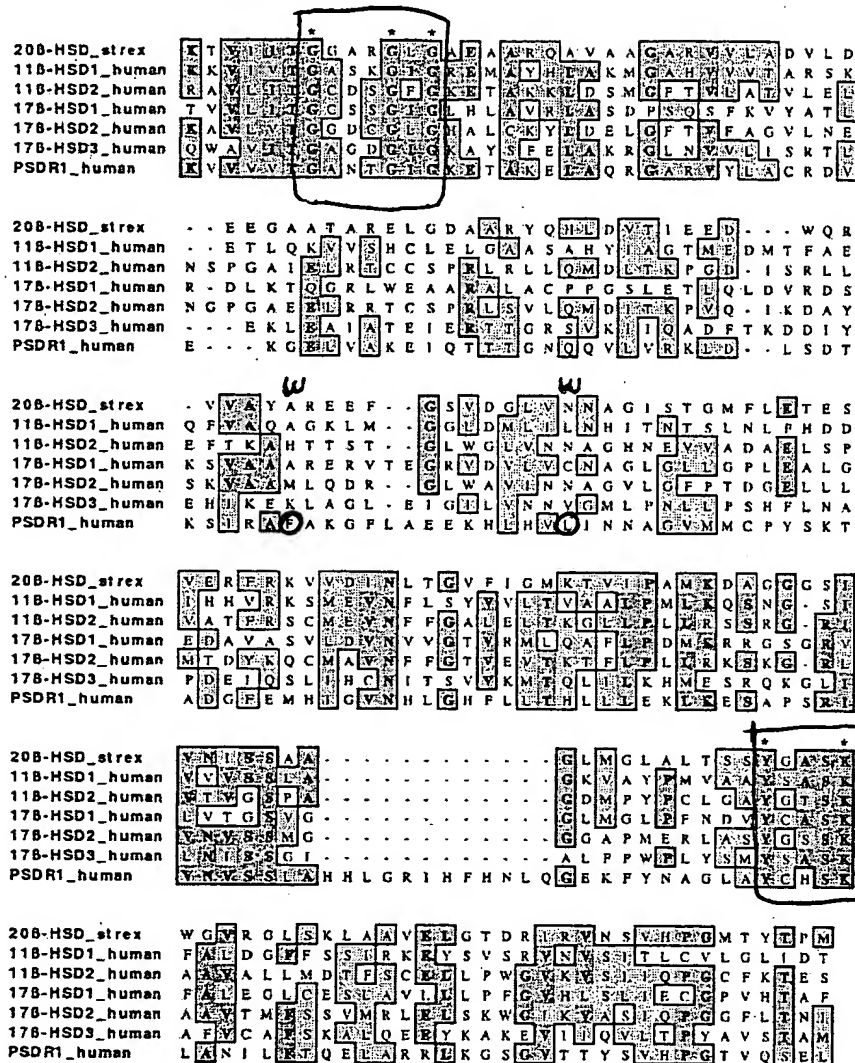 * * *
20B-HSD_strex K T V I I T G G A R G L G A E A A R Q A V A A G A R V V L A D V L D
11B-HSD1_human K K V I V T G A S K G I G R E M A Y H L A K M G A H V V V T A R S K
11B-HSD2_human R A V L I T G C D S G F G K E T A K K L D S M G F T V L A T V L E L
17B-HSD1_human T V V L I T G C S S G I G L H L A V R L A S D P S Q S F K V Y A T L
17B-HSD2_human K A V L V T G G D C G L G H A L C K Y L D E L G F T V F A G V L N E
17B-HSD3_human Q W A V I T G A G D G I G K A Y S F E L A K R G L N V V L I S R T L
PSDR1_human K V V V V T G A N T G I G K E T A K E L A Q R G A R V Y L A C R D V
20B-HSD_strex - - E E G A A T A R E L G D A A R Y Q H L D V T I E E D - - - W Q R
11B-HSD1_human - - E T L Q K V V S H C L E L G A A S A H Y I A G T M E D M T F A E
11B-HSD2_human N S P G A I E L R T C C S P R L R L L Q M D L T K P G D - I S R L L
17B-HSD1_human R - D L K T Q G R L W E A A R A L A C P P G S L E T L Q L D V R D S
17B-HSD2_human N G P G A E E L R R T C S P R L S V L Q M D I T K P V Q - I K D A Y
17B-HSD3_human - - E K L E A I A T E I E R T T G R S V K I I Q A D F T K D D I Y
PSDR1_human E - - - K G E L V A K E I Q T T T G N Q Q V L V R K L D - - L S D T
W W
20B-HSD_strex - V V A Y A R E E F - - G S V D G L V N N A G I S T G M F L E T E S
11B-HSD1_human Q F V A Q A G K L M - - G G L D M L I L N H I T N T S L N L F H D D
11B-HSD2_human E F T K A H T T S T - - G L W G L V N N A G H N E V V A D A E L S P
17B-HSD1_human K S V A A A R E R V T E G R V D V L V C N A G L G L L G P L E A L G
17B-HSD2_human S K V A A M L Q D R - - G L W A V I N N A G V L G F P T D G E L L L
17B-HSD3_human E H I K E K L A G L - E I G I L V N N V G M L P N L L P S H F L N A
PSDR1_human K S I R A F A K G F L A E E K H L H V L I N N A G V M M C P Y S K T
20B-HSD_strex V E R F R K V V D I N L T G V F I G M K T V I P A M K D A G G G S I
11B-HSD1_human I H H V R K S M E V N F L S Y V V L T V A A L P M L K Q S N G - S I
11B-HSD2_human V A T F R S C M E V N F F G A L E L T K G L L P L L R S S R G - R I
17B-HSD1_human E D A V A S V L D V N V V G T V R M L Q A F L P D M K R R G S G R V
17B-HSD2_human M T D Y K Q C M A V N F F G T V E V T K T F L P L L R K S K G - R L
17B-HSD3_human P D E I Q S L I H C N I T S V V K M T Q L I L K H M E S R Q K G L I
PSDR1_human A D G F E M H I G V N H L G H F L L T H L L L E K L K E S A P S R I
* *
20B-HSD_strex V N I S S A A - - - - - - - - - - - - - G L M G L A L T S S Y G A S K
11B-HSD1_human V V V S S L A - - - - - - - - - - - - - G K V A Y P M V A A Y S A S K
11B-HSD2_human V T V G S P A - - - - - - - - - - - - - G D M P Y P C L G A Y G T S K
17B-HSD1_human L V T G S V G - - - - - - - - - - - - - G L M G L P F N D V Y C A S K
17B-HSD2_human V N V S S M G - - - - - - - - - - - - - G G A P M E R L A S Y G S S K
17B-HSD3_human L N I S S G I - - - - - - - - - - - - - A L F P W P L Y S M Y S A S K
PSDR1_human V N V S S L A H H L G R I H F H N L Q G E K F Y N A G L A Y C H S K
20B-HSD_strex W G V R G L S K L A A V E L G T D R I R V N S V H P G M T Y T P M
11B-HSD1_human F A L D G F F S S I R K E Y S V S R V N V S I T L C V L G L I D T
11B-HSD2_human A A V A L L M D T F S C E L L P W G V K V S I I Q P G C F K T E S
17B-HSD1_human F A L E G L C E S L A V L L L P F G V H L S L I E C G P V H T A F
17B-HSD2_human A A V T M F S S V M R L E L S K W G I K V A S I Q P G G F L T N I
17B-HSD3_human A F V C A F S K A L Q E E Y K A K E V I I Q V L T P Y A V S T A M
PSDR1_human L A N I L F T Q E L A R R L K G S G V T T Y S V H P G T V Q S E L